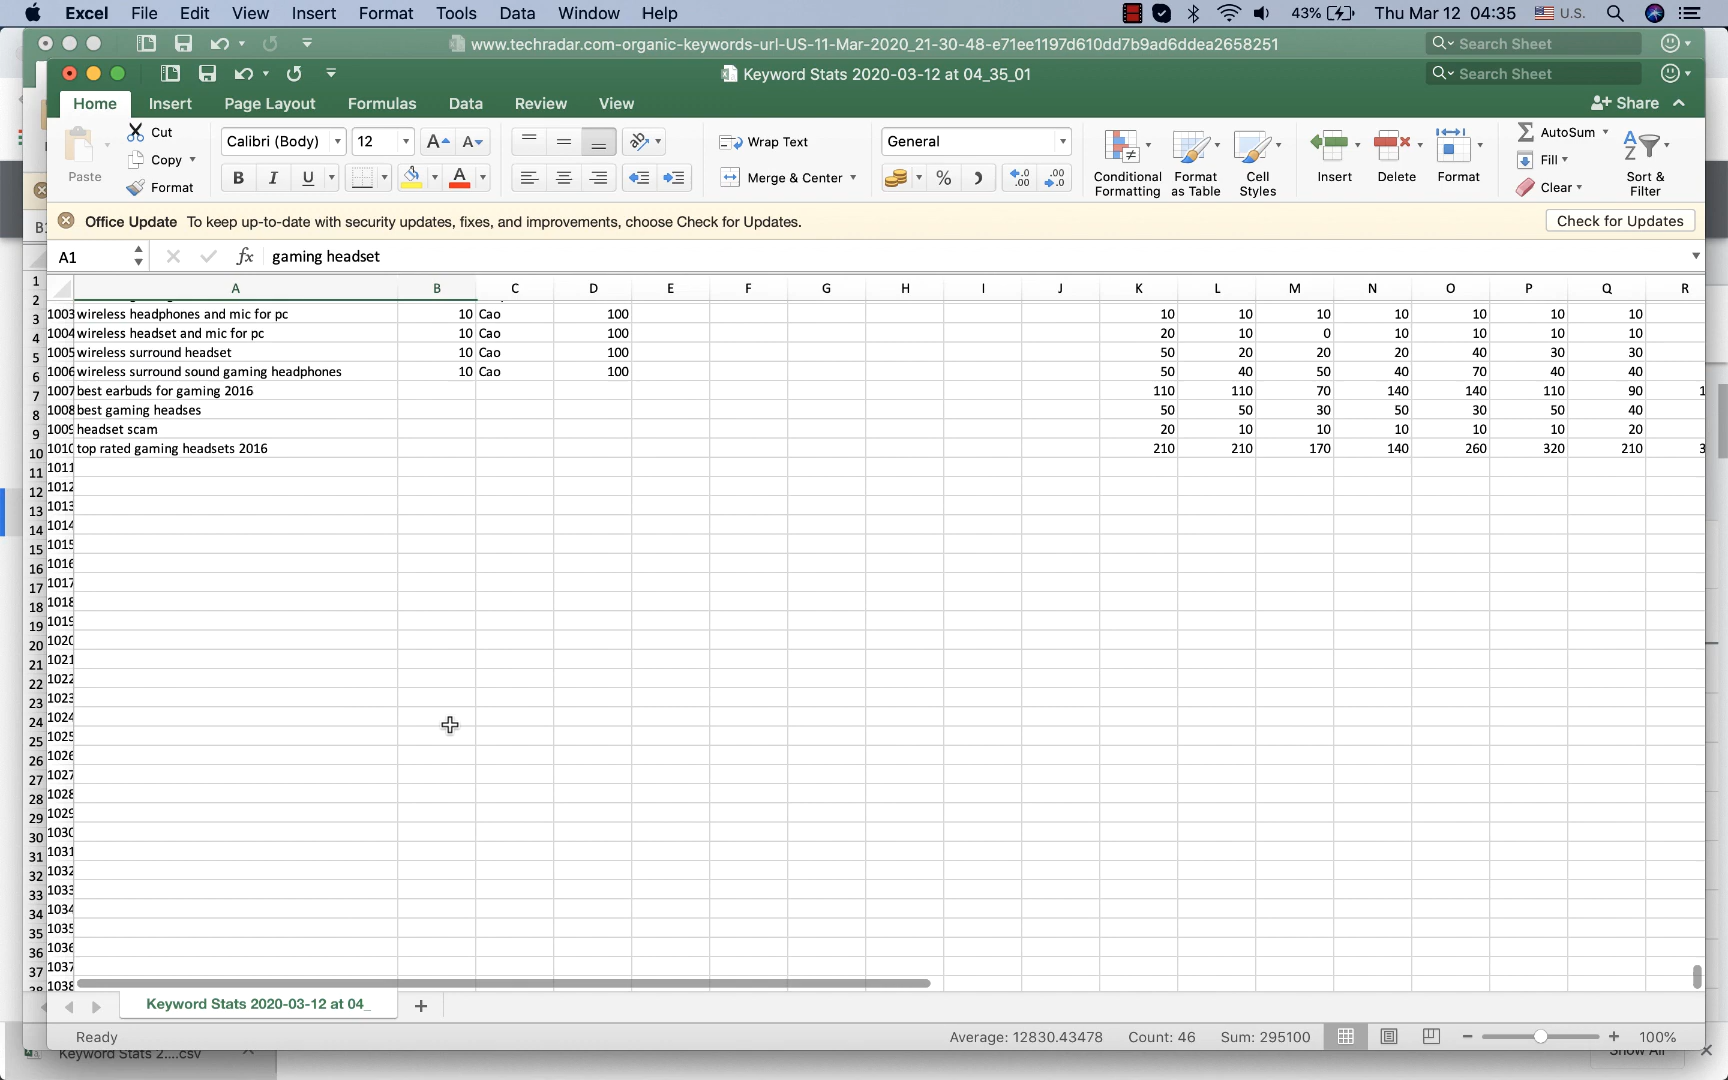 Excel File Edit View Insert Format Tools Data Window Help 43% Thu Mar 12 04:35 U.S.
www.techradar.com-organic-keywords-url-US-11-Mar-2020_21-30-48-e71ee1197d610dd7b9ad6ddea2658251 Search Sheet
Keyword Stats 2020-03-12 at 04_35_01 Search Sheet
Home Insert Page Layout Formulas Data Review View Share
Paste Cut Copy Format
Calibri (Body) 12 A A Wrap Text General
B I U A Merge & Center % .00 .00
Conditional Formatting Format as Table Cell Styles Insert Delete Format
AutoSum Fill Clear Sort & Filter
Office Update To keep up-to-date with security updates, fixes, and improvements, choose Check for Updates. Check for Updates
A1 fx gaming headset
A B C D E F G H I J K L M N O P Q R
1003 wireless headphones and mic for pc 10 Cao 100 10 10 10 10 10 10 10
1004 wireless headset and mic for pc 10 Cao 100 20 10 0 10 10 10 10
1005 wireless surround headset 10 Cao 100 50 20 20 20 40 30 30
1006 wireless surround sound gaming headphones 10 Cao 100 50 40 50 40 70 40 40
1007 best earbuds for gaming 2016 110 110 70 140 140 110 90
1008 best gaming headses 50 50 30 50 30 50 40
1009 headset scam 20 10 10 10 10 10 20
1010 top rated gaming headsets 2016 210 210 170 140 260 320 210
1011
1012
1013
1014
1015
1016
1017
1018
1019
1020
1021
1022
1023
1024
1025
1026
1027
1028
1029
1030
1031
1032
1033
1034
1035
1036
1037
1038
1
2
3
4
5
6
7
8
9
10
11
12
13
14
15
16
17
18
19
20
21
22
23
24
25
26
27
28
29
30
31
32
33
34
35
36
37
Keyword Stats 2020-03-12 at 04_ +
Ready Average: 12830.43478 Count: 46 Sum: 295100 100%
Keyword Stats 2....csv Show All